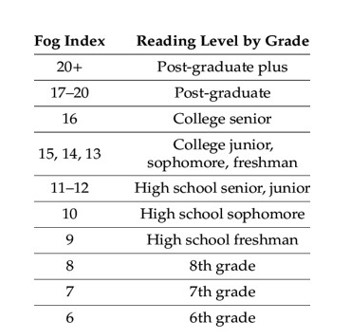 Fog Index Reading Level by Grade
20+ Post-graduate plus
17–20 Post-graduate
16 College senior
15, 14, 13 College junior,
sophomore, freshman
11–12 High school senior, junior
10 High school sophomore
9 High school freshman
8 8th grade
7 7th grade
6 6th grade